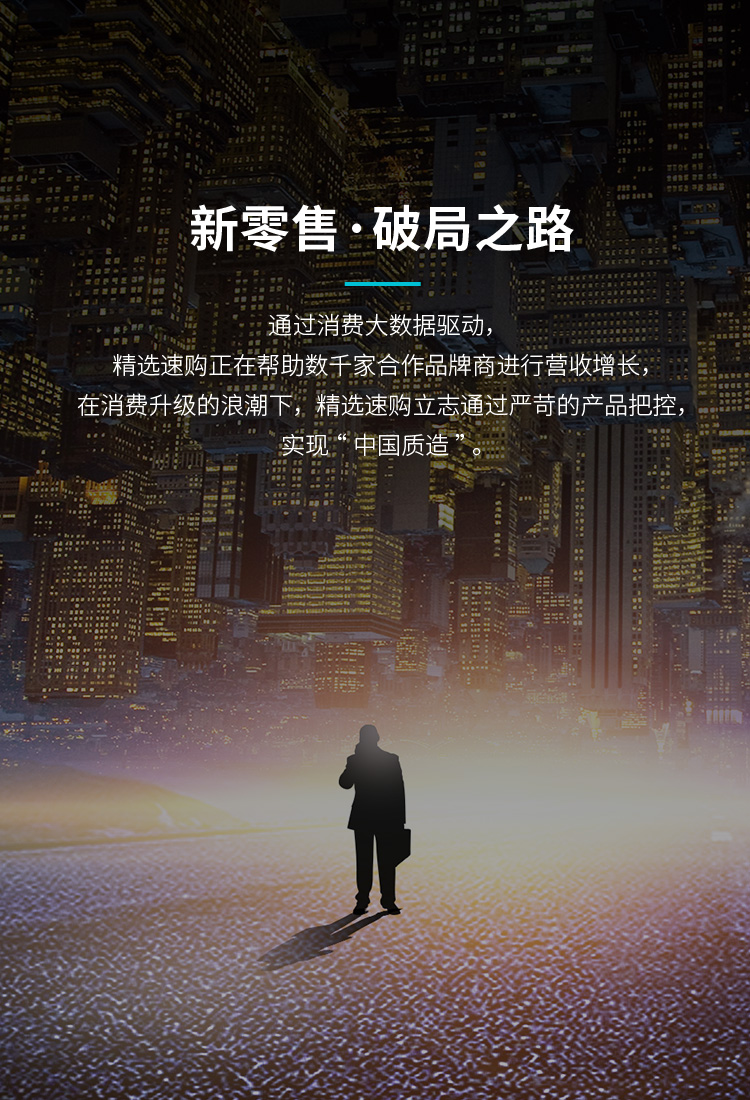 新零售·破局之路
通过消费大数据驱动，
精选速购正在帮助数千家合作品牌商进行营收增长，
在消费升级的浪潮下，精选速购立志通过严苛的产品把控，
实现“中国质造”。